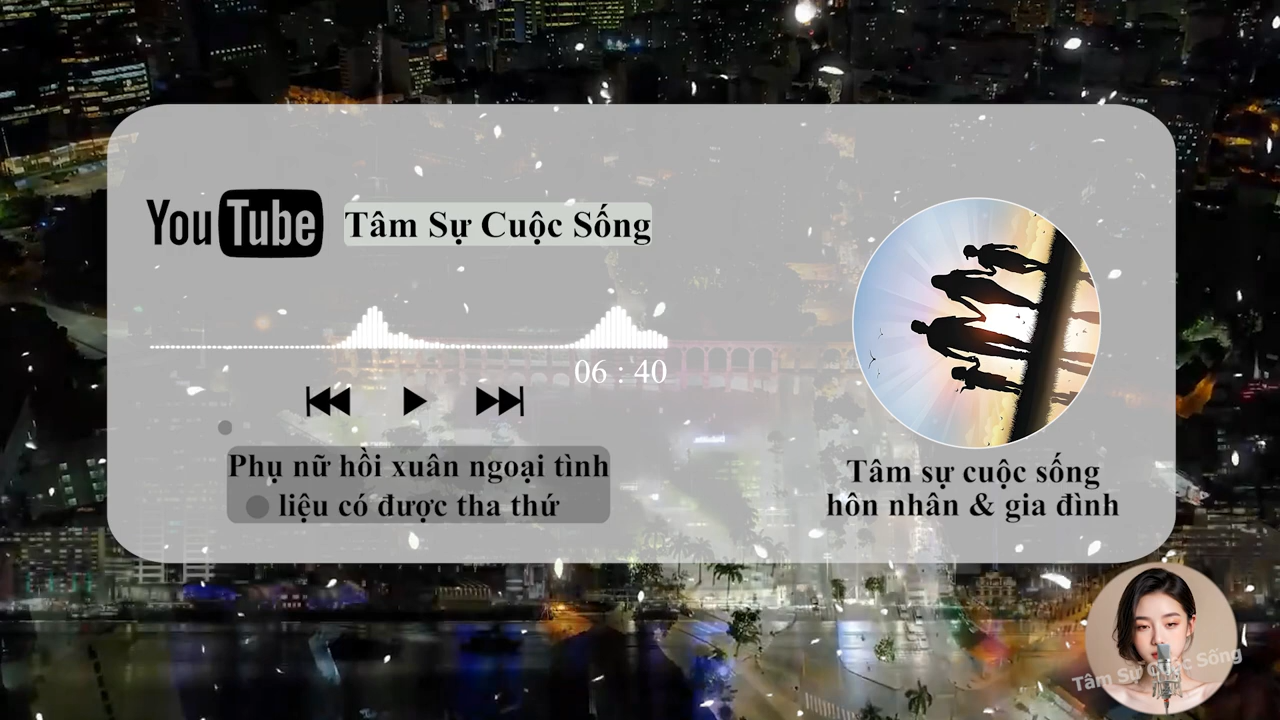 YouTube
Tâm Sự Cuộc Sống
06 : 40
Phụ nữ hồi xuân ngoại tình
liệu có được tha thứ
Tâm sự cuộc sống
hôn nhân & gia đình
Tâm Sự Cuộc Sống